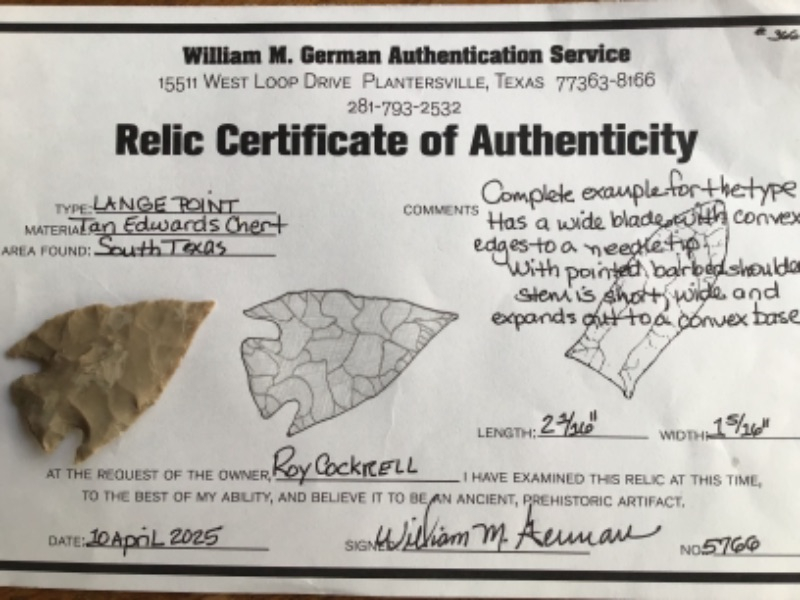 # 366
William M. German Authentication Service
15511 West Loop Drive Plantersville, Texas 77363-8166
281-793-2532
Relic Certificate of Authenticity
TYPE: LANGE POINT
MATERIAL Tan Edwards Chert
AREA FOUND: South Texas
COMMENTS Complete example for the type
Has a wide blade with convex
edges to a needle tip.
With pointed, barbed shoulde
stem is short, wide and
expands out to a convex base
LENGTH: 2 3/16" WIDTH: 1 5/16"
AT THE REQUEST OF THE OWNER, Roy Cockrell I HAVE EXAMINED THIS RELIC AT THIS TIME,
TO THE BEST OF MY ABILITY, AND BELIEVE IT TO BE AN ANCIENT, PREHISTORIC ARTIFACT.
DATE: 10 April 2025 SIGNE William M. German NO. 5766